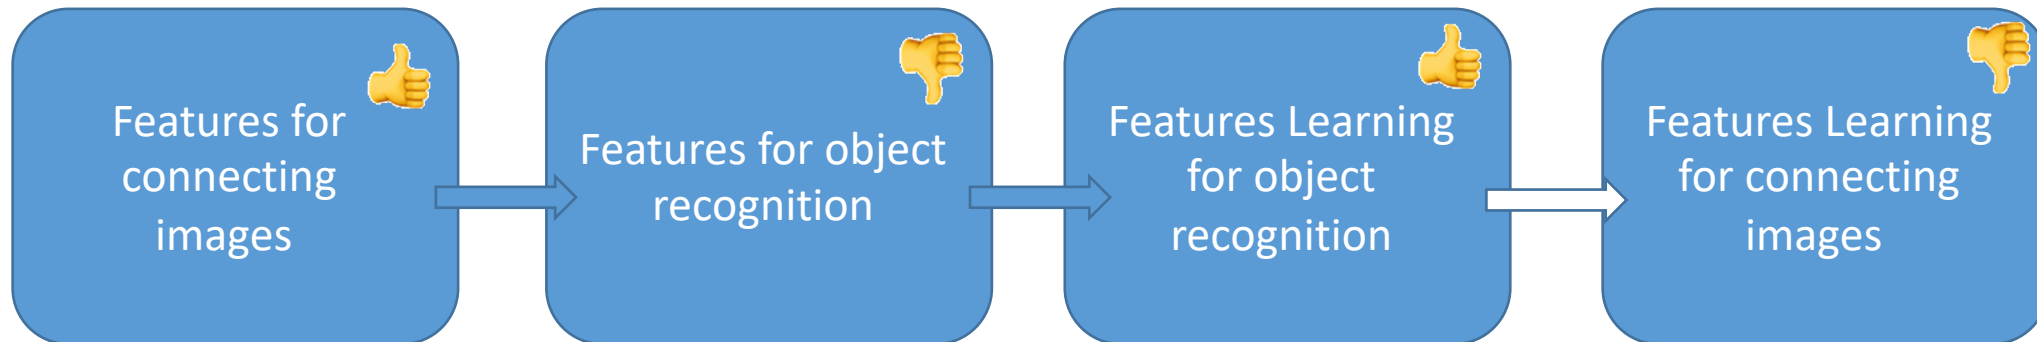 Features for
connecting
images
Features for object
recognition
Features Learning
for object
recognition
Features Learning
for connecting
images